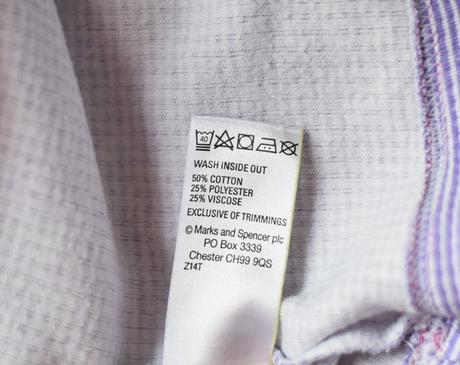 40
WASH INSIDE OUT
50% COTTON
25% POLYESTER
25% VISCOSE
EXCLUSIVE OF TRIMMINGS
© Marks and Spencer plc
PO Box 3339
Chester CH99 9QS
Z14T